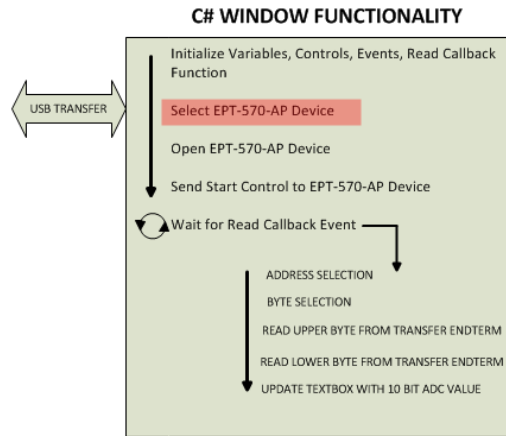 C# WINDOW FUNCTIONALITY
Initialize Variables, Controls, Events, Read Callback
Function
USB TRANSFER
Select EPT-570-AP Device
Open EPT-570-AP Device
Send Start Control to EPT-570-AP Device
Wait for Read Callback Event
ADDRESS SELECTION
BYTE SELECTION
READ UPPER BYTE FROM TRANSFER ENDTERM
READ LOWER BYTE FROM TRANSFER ENDTERM
UPDATE TEXTBOX WITH 10 BIT ADC VALUE